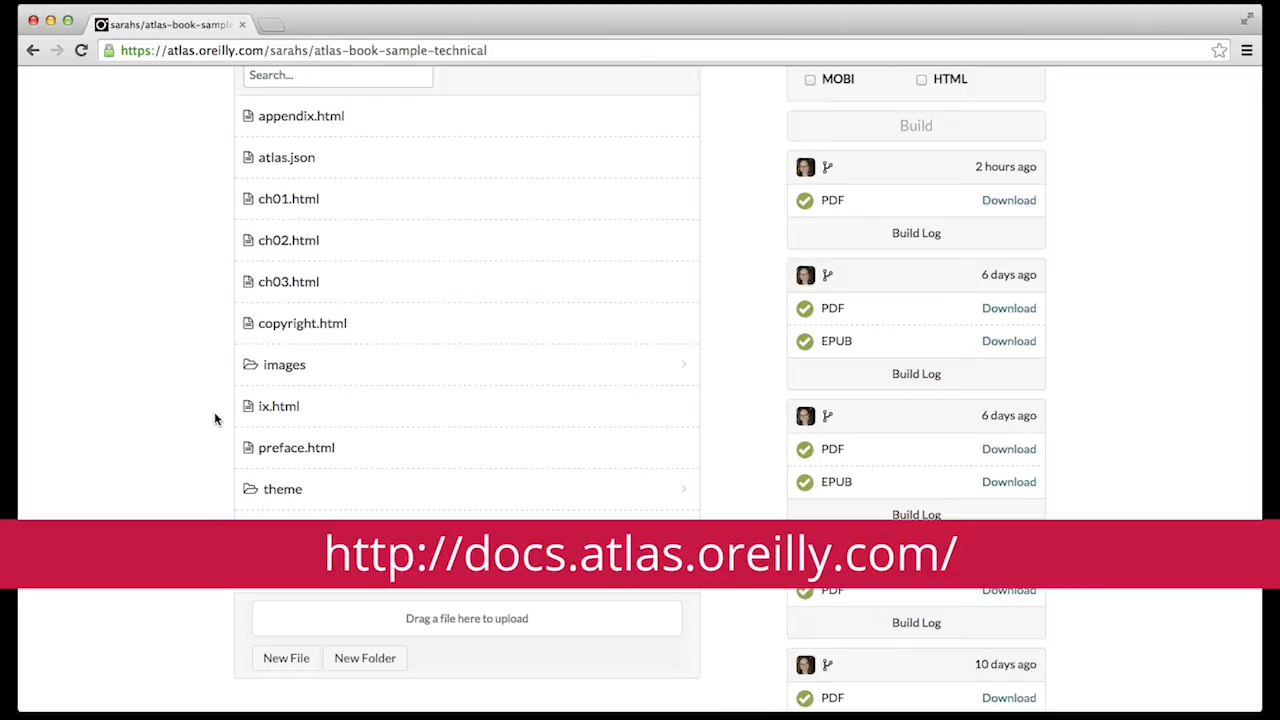 sarahs/atlas-book-sample
https://atlas.oreilly.com/sarahs/atlas-book-sample-technical
Search...
appendix.html
atlas.json
ch01.html
ch02.html
ch03.html
copyright.html
images
ix.html
preface.html
theme
Drag a file here to upload
New File New Folder
MOBI HTML
Build
2 hours ago
PDF Download
Build Log
6 days ago
PDF Download
EPUB Download
Build Log
6 days ago
PDF Download
EPUB Download
Build Log
PDF Download
Build Log
10 days ago
PDF Download
http://docs.atlas.oreilly.com/